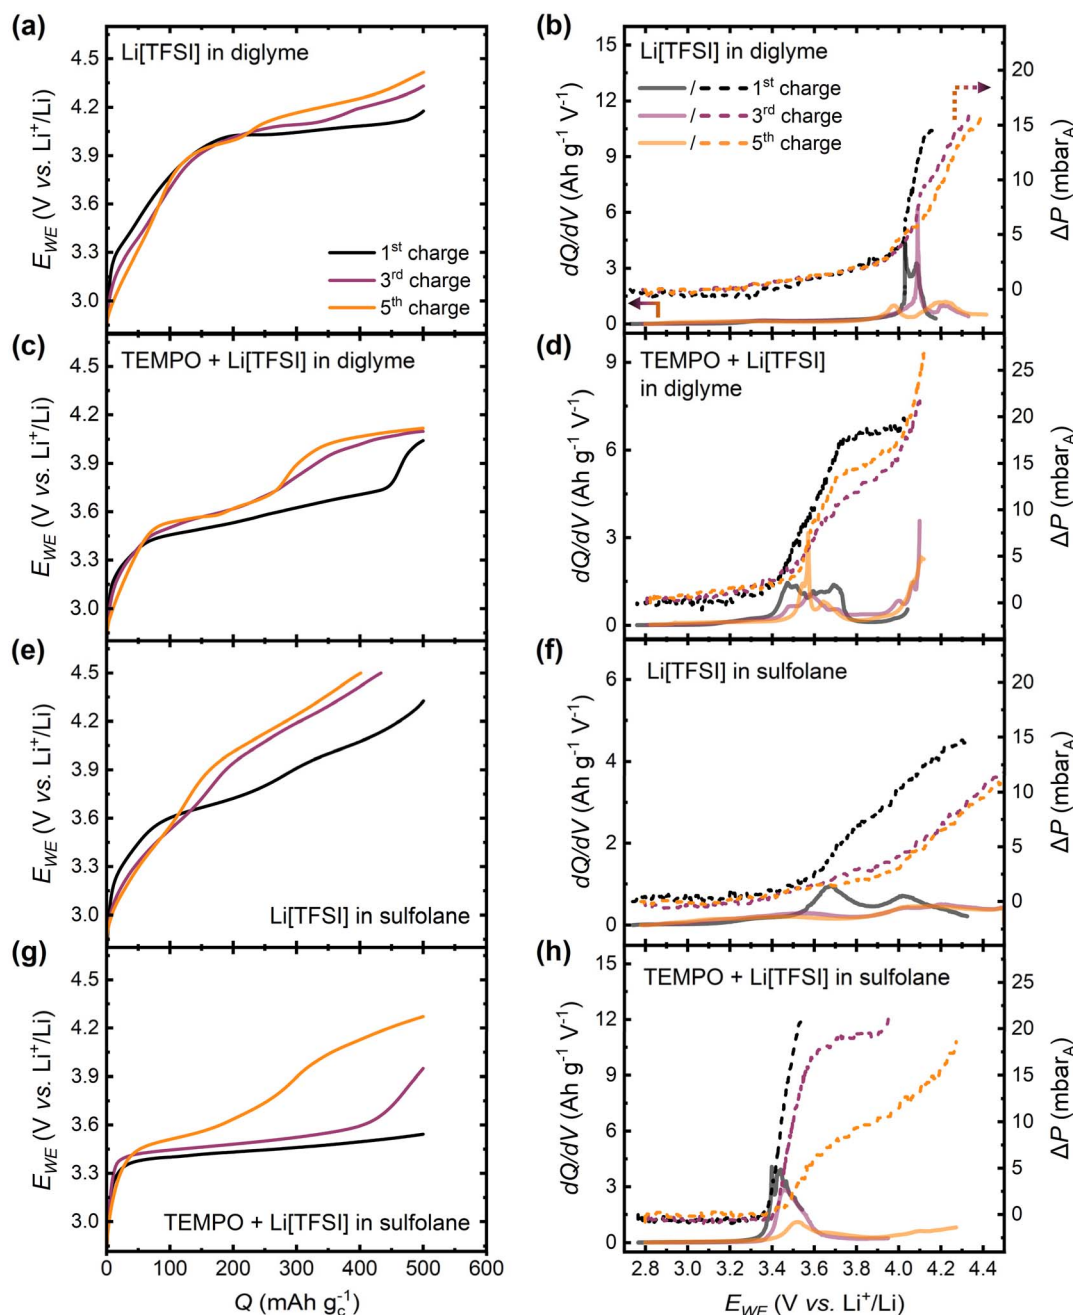 (a)
Li[TFSI] in diglyme
4.5
4.2
3.9
3.6
3.3
3.0
E_WE (V vs. Li⁺/Li)
1st charge
3rd charge
5th charge
(b)
Li[TFSI] in diglyme
/ 1st charge
/ 3rd charge
/ 5th charge
15
12
9
6
3
0
dQ/dV (Ah g⁻¹ V⁻¹)
20
15
10
5
0
ΔP (mbar_A)
(c)
TEMPO + Li[TFSI] in diglyme
4.5
4.2
3.9
3.6
3.3
3.0
E_WE (V vs. Li⁺/Li)
(d)
TEMPO + Li[TFSI]
in diglyme
9
6
3
0
dQ/dV (Ah g⁻¹ V⁻¹)
25
20
15
10
5
0
ΔP (mbar_A)
(e)
4.5
4.2
3.9
3.6
3.3
3.0
E_WE (V vs. Li⁺/Li)
Li[TFSI] in sulfolane
(f)
Li[TFSI] in sulfolane
6
4
2
0
dQ/dV (Ah g⁻¹ V⁻¹)
20
15
10
5
0
ΔP (mbar_A)
(g)
4.5
4.2
3.9
3.6
3.3
3.0
E_WE (V vs. Li⁺/Li)
TEMPO + Li[TFSI] in sulfolane
0 100 200 300 400 500 600
Q (mAh g_c⁻¹)
(h)
TEMPO + Li[TFSI] in sulfolane
15
12
9
6
3
0
dQ/dV (Ah g⁻¹ V⁻¹)
25
20
15
10
5
0
ΔP (mbar_A)
2.8 3.0 3.2 3.4 3.6 3.8 4.0 4.2 4.4
E_WE (V vs. Li⁺/Li)